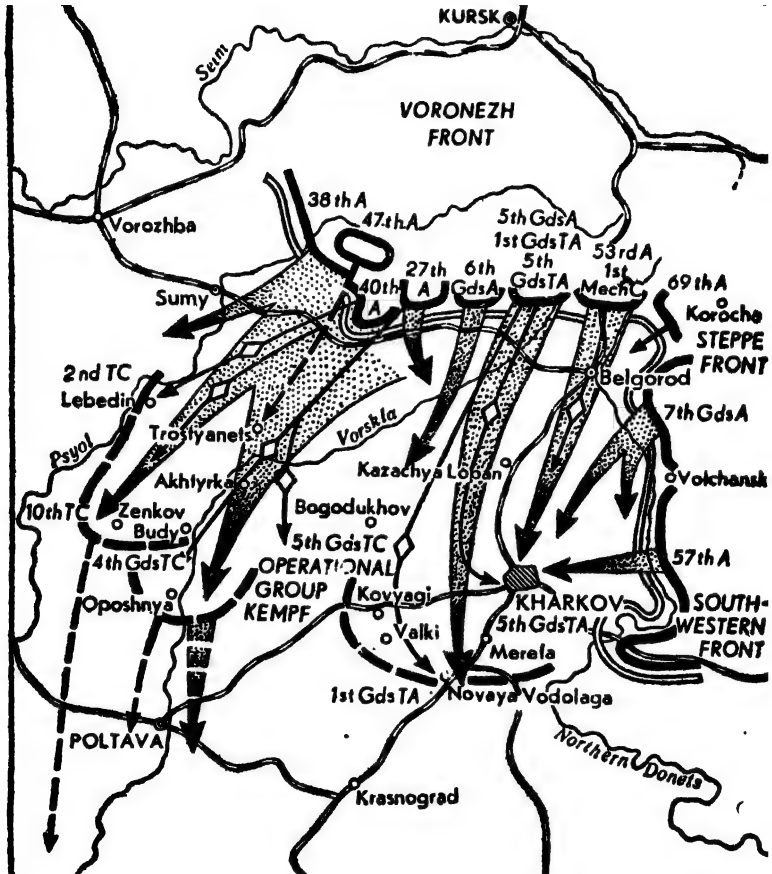 KURSK
Seim
VORONEZH
FRONT
38th A
47th A
5th GdsA
1st GdsTA
5th
GdsTA
53rd A
1st
MechC
Vorozhba
40th
A
27th
A
6th
GdsA
69th A
Korocha
STEPPE
FRONT
Sumy
Belgorod
2nd TC
Lebedin
7th GdsA
Trostyanets
Vorskla
Psyol
Kazachya Lopan
Volchansk
Akhtyrka
10th TC
Zenkov
Bogodukhov
Budy
5th GdsTC
57th A
4th GdsTC
OPERATIONAL
GROUP
KEMPF
Oposhnya
Kovyagi
KHARKOV
SOUTH-
WESTERN
FRONT
Valki
5th GdsTA
Merefa
1st GdsTA
Novaya Vodolaga
POLTAVA
Northern Donets
Krasnograd